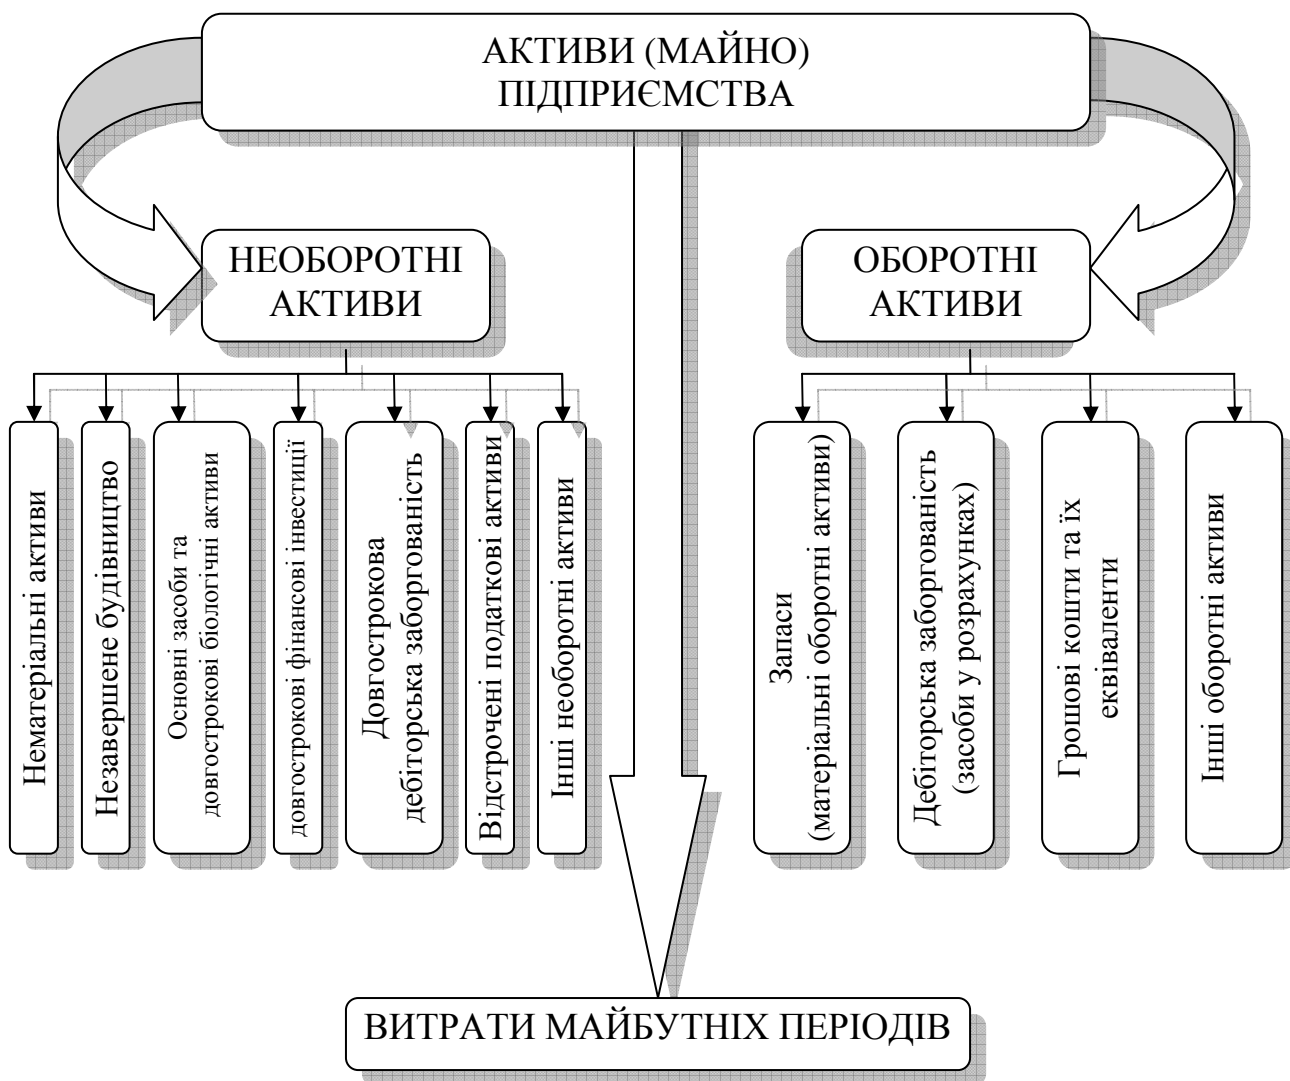 АКТИВИ (МАЙНО)
ПІДПРИЄМСТВА
НЕОБОРОТНІ
АКТИВИ
ОБОРОТНІ
АКТИВИ
Нематеріальні активи
Незавершене будівництво
Основні засоби та
довгострокові біологічні активи
довгострокові фінансові інвестиції
Довгострокова
дебіторська заборгованість
Відстрочені податкові активи
Інші необоротні активи
Запаси
(матеріальні оборотні активи)
Дебіторська заборгованість
(засоби у розрахунках)
Грошові кошти та їх
еквіваленти
Інші оборотні активи
ВИТРАТИ МАЙБУТНІХ ПЕРІОДІВ